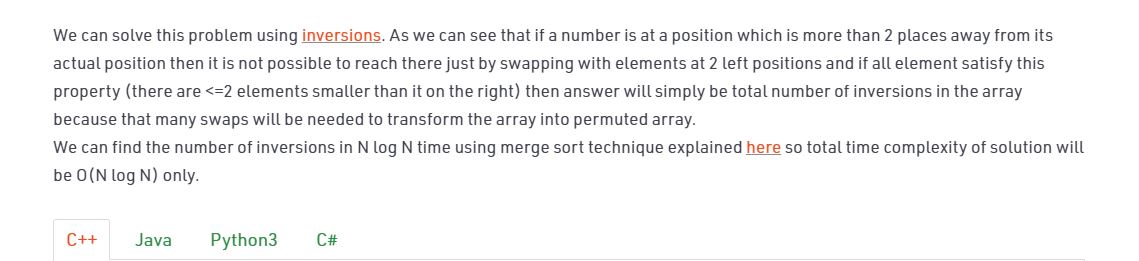 We can solve this problem using inversions. As we can see that if a number is at a position which is more than 2 places away from its
actual position then it is not possible to reach there just by swapping with elements at 2 left positions and if all element satisfy this
property (there are <=2 elements smaller than it on the right) then answer will simply be total number of inversions in the array
because that many swaps will be needed to transform the array into permuted array.
We can find the number of inversions in N log N time using merge sort technique explained here so total time complexity of solution will
be O(N log N) only.
C++ Java Python3 C#